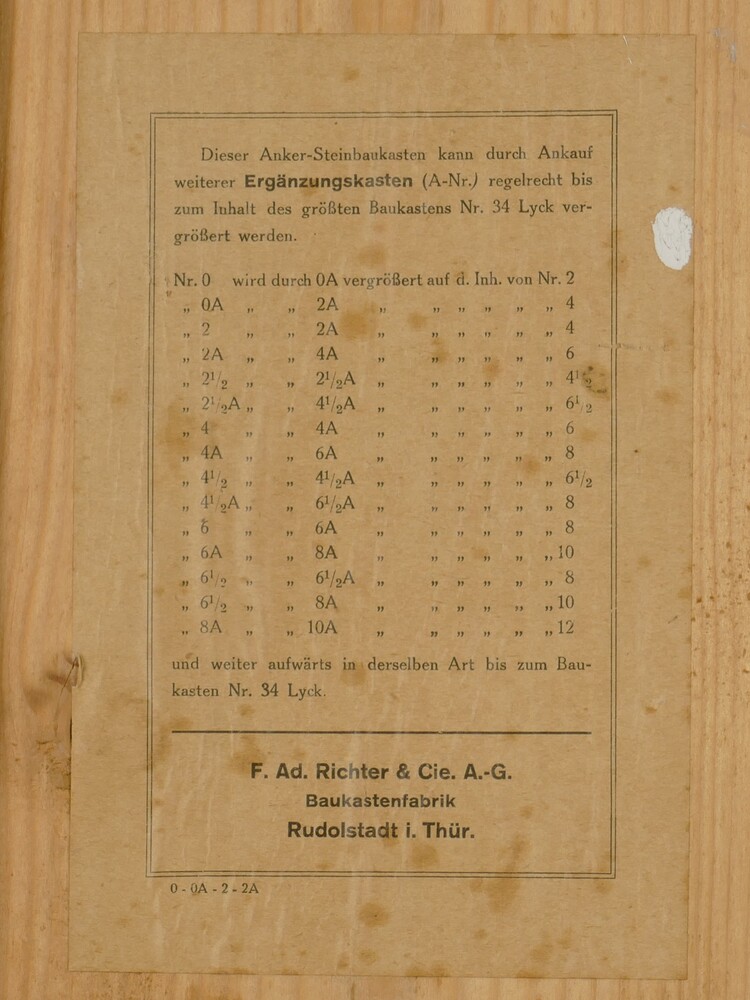 Dieser Anker-Steinbaukasten kann durch Ankauf
weiterer Ergänzungskasten (A-Nr.) regelrecht bis
zum Inhalt des größten Baukastens Nr. 34 Lyck ver-
größert werden.
Nr. 0 wird durch 0A vergrößert auf d. Inh. von Nr. 2
„ 0A „ „ 2A „ „ „ „ „ „ 4
„ 2 „ „ 2A „ „ „ „ „ „ 4
„ 2A „ „ 4A „ „ „ „ „ „ 6
„ 2½ „ „ 2½A „ „ „ „ „ „ 4½
„ 2½A „ „ 4½A „ „ „ „ „ „ 6½
„ 4 „ „ 4A „ „ „ „ „ „ 6
„ 4A „ „ 6A „ „ „ „ „ „ 8
„ 4½ „ „ 4½A „ „ „ „ „ „ 6½
„ 4½A „ „ 6½A „ „ „ „ „ „ 8
„ 6 „ „ 6A „ „ „ „ „ „ 8
„ 6A „ „ 8A „ „ „ „ „ „ 10
„ 6½ „ „ 6½A „ „ „ „ „ „ 8
„ 6½ „ „ 8A „ „ „ „ „ „ 10
„ 8A „ „ 10A „ „ „ „ „ „ 12
und weiter aufwärts in derselben Art bis zum Bau-
kasten Nr. 34 Lyck.
F. Ad. Richter & Cie. A.-G.
Baukastenfabrik
Rudolstadt i. Thür.
0 - 0A - 2 - 2A